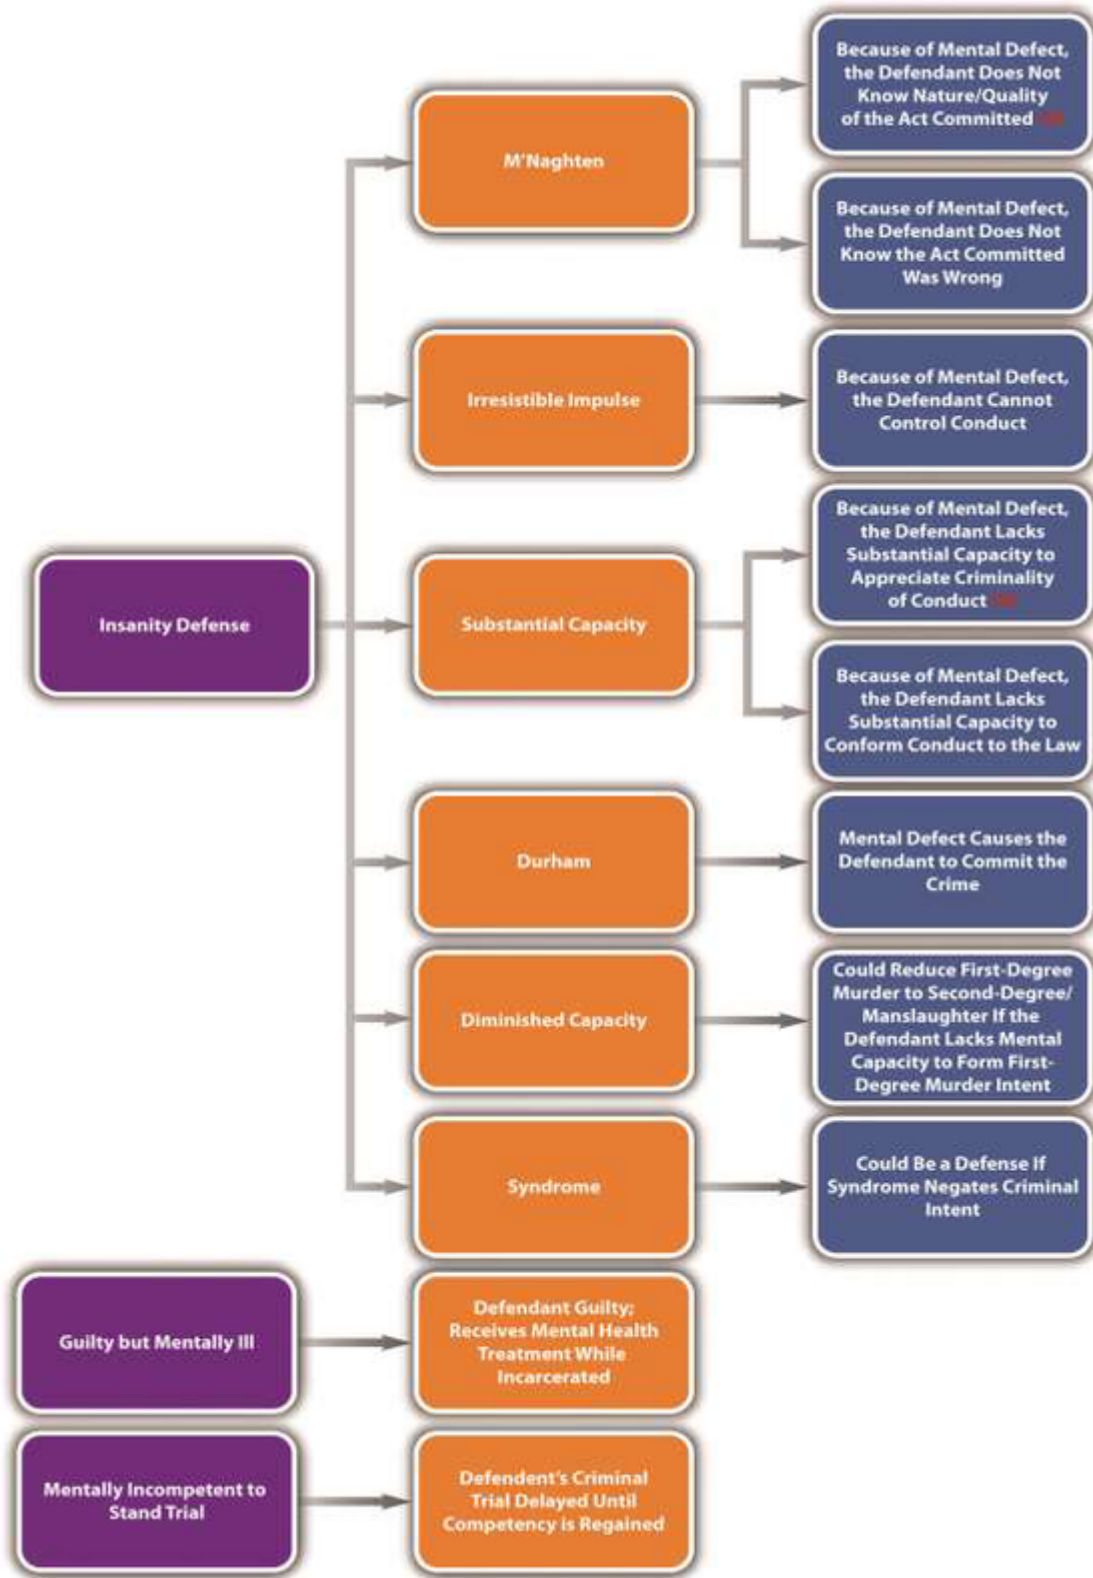 Because of Mental Defect,
the Defendant Does Not
Know Nature/Quality
of the Act Committed
M'Naghten
Because of Mental Defect,
the Defendant Does Not
Know the Act Committed
Was Wrong
Irresistible Impulse
Because of Mental Defect,
the Defendant Cannot
Control Conduct
Because of Mental Defect,
the Defendant Lacks
Substantial Capacity to
Appreciate Criminality
of Conduct
Insanity Defense
Substantial Capacity
Because of Mental Defect,
the Defendant Lacks
Substantial Capacity to
Conform Conduct to the Law
Durham
Mental Defect Causes the
Defendant to Commit the
Crime
Diminished Capacity
Could Reduce First-Degree
Murder to Second-Degree/
Manslaughter If the
Defendant Lacks Mental
Capacity to Form First-
Degree Murder Intent
Syndrome
Could Be a Defense If
Syndrome Negates Criminal
Intent
Guilty but Mentally Ill
Defendant Guilty;
Receives Mental Health
Treatment While
Incarcerated
Mentally Incompetent to
Stand Trial
Defendent's Criminal
Trial Delayed Until
Competency is Regained